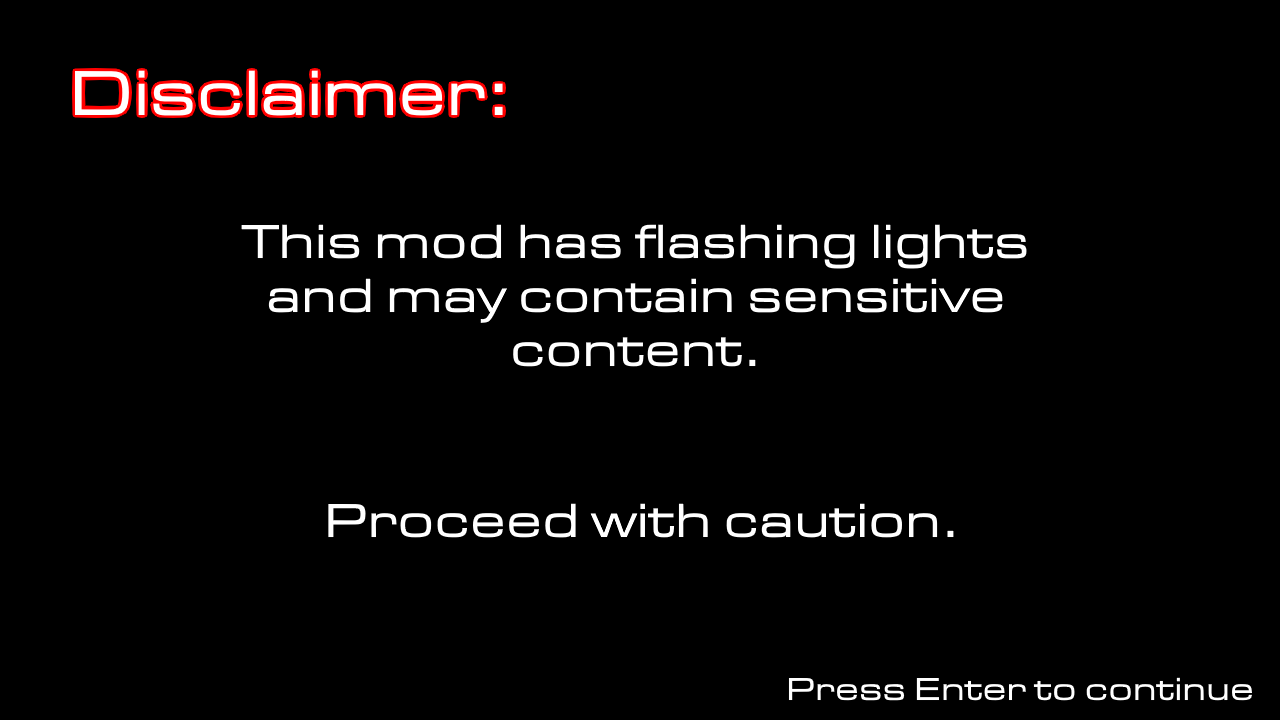 Disclaimer:
This mod has flashing lights
and may contain sensitive
content.
Proceed with caution.
Press Enter to continue